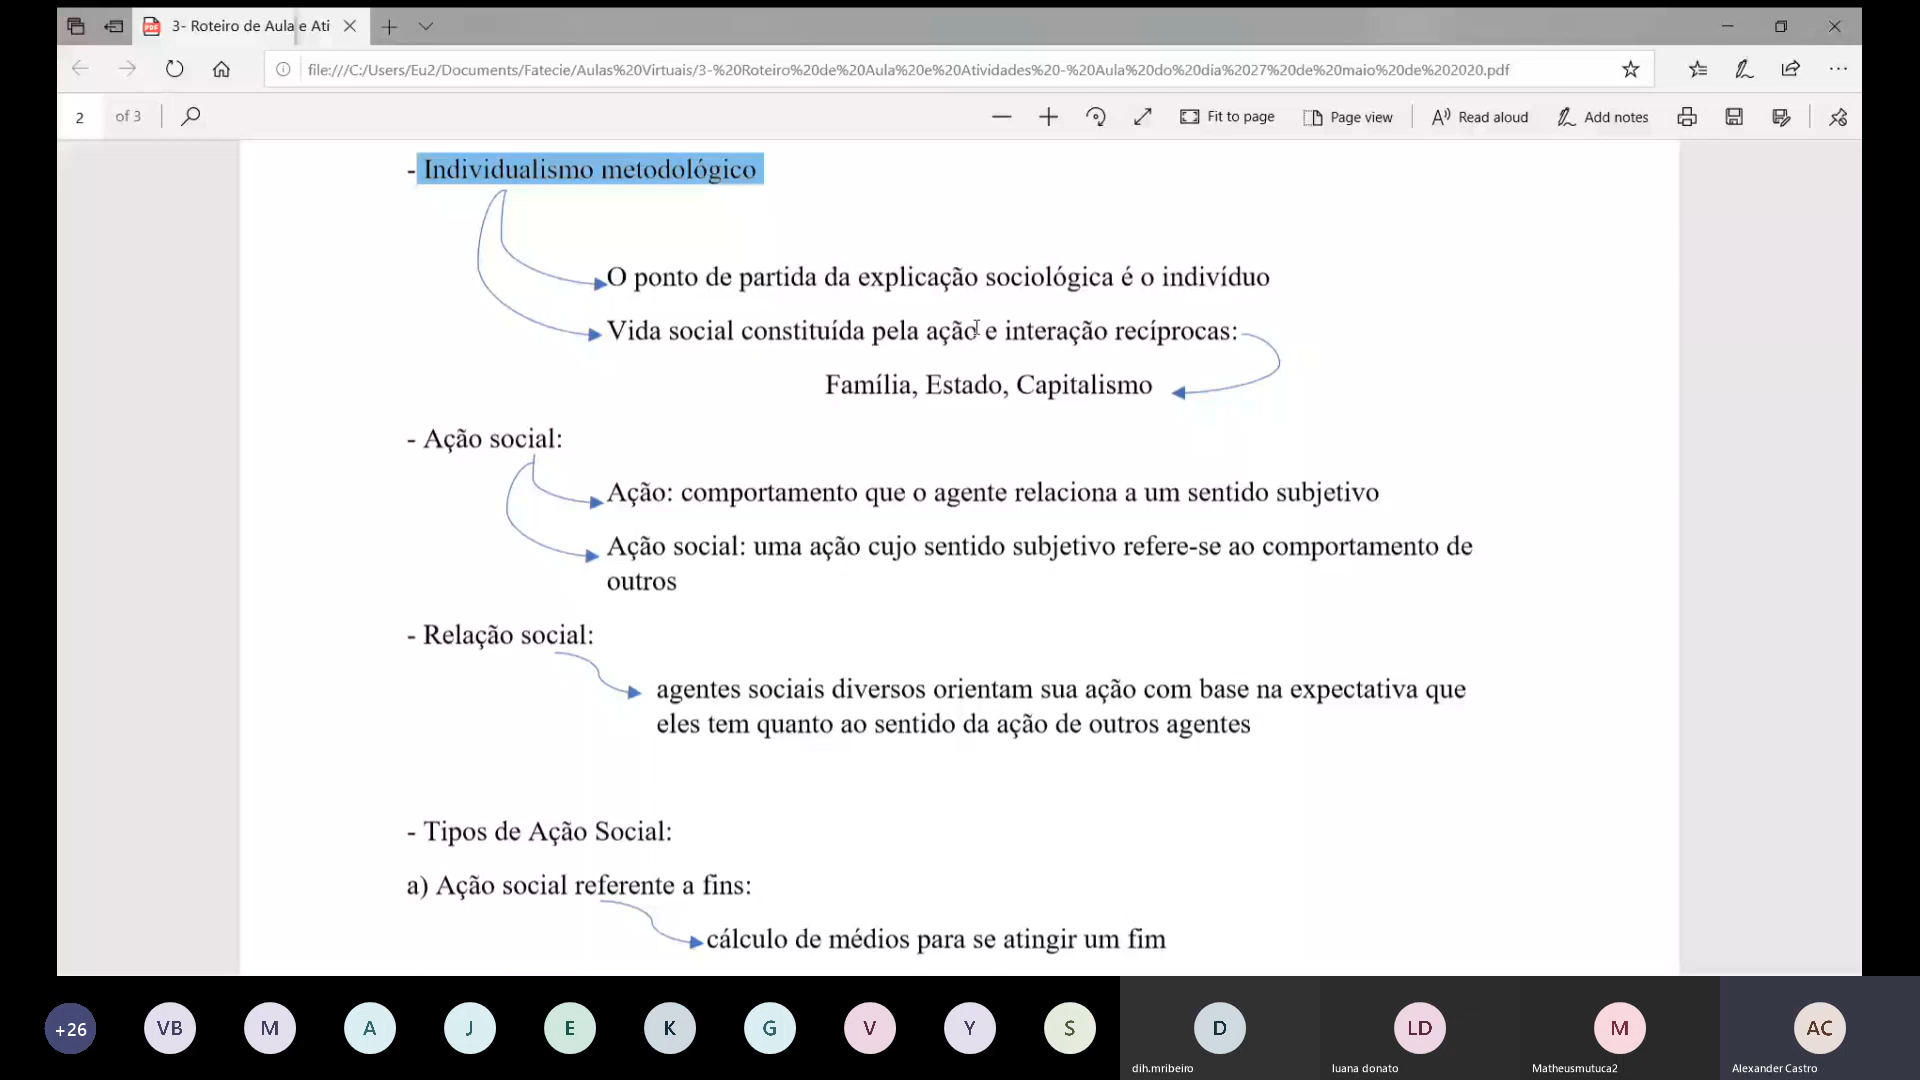 3- Roteiro de Aula e Ati
file:///C:/Users/Eu2/Documents/Fatecie/Aulas%20Virtuais/3-%20Roteiro%20de%20Aula%20e%20Atividades%20-%20Aula%20do%20dia%2027%20de%20maio%20de%202020.pdf
2 of 3 Fit to page Page view Read aloud Add notes
- Individualismo metodológico
O ponto de partida da explicação sociológica é o indivíduo
Vida social constituída pela ação e interação recíprocas:
Família, Estado, Capitalismo
- Ação social:
Ação: comportamento que o agente relaciona a um sentido subjetivo
Ação social: uma ação cujo sentido subjetivo refere-se ao comportamento de
outros
- Relação social:
agentes sociais diversos orientam sua ação com base na expectativa que
eles tem quanto ao sentido da ação de outros agentes
- Tipos de Ação Social:
a) Ação social referente a fins:
cálculo de médios para se atingir um fim
+26 VB M A J E K G V Y S D LD M AC
dih.mribeiro luana donato Matheusmutuca2 Alexander Castro